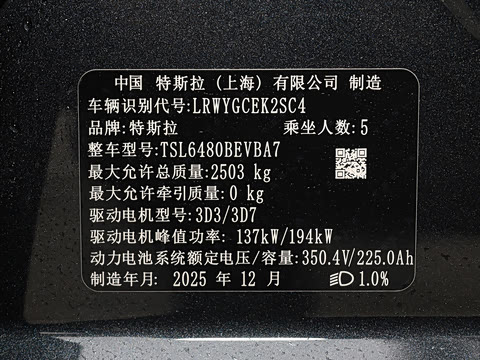 中国 特斯拉 (上海) 有限公司 制造
车辆识别代号:LRWYGCEK2SC4
品牌:特斯拉 乘坐人数:5
整车型号:TSL6480BEVBA7
最大允许总质量:2503 kg
最大允许牵引质量:0 kg
驱动电机型号:3D3/3D7
驱动电机峰值功率: 137kW/194kW
动力电池系统额定电压/容量:350.4V/225.0Ah
制造年月: 2025 年 12 月 1.0%